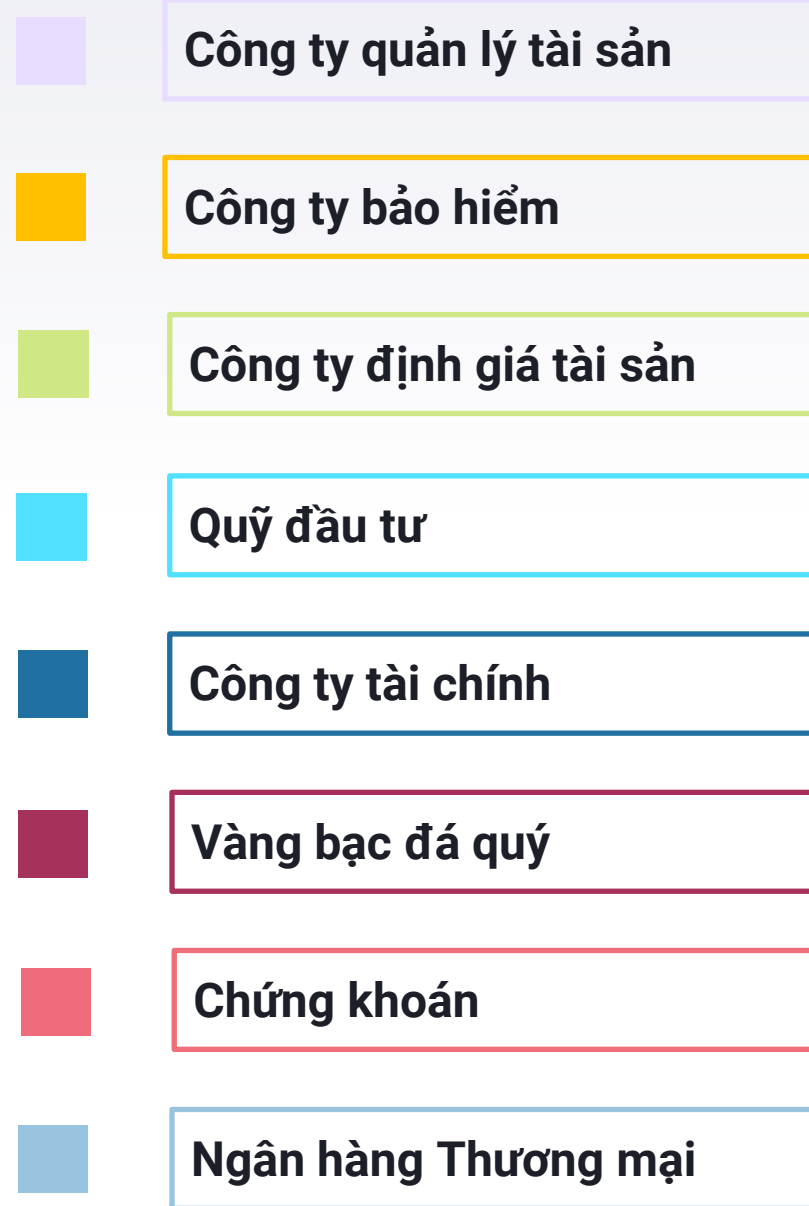 Công ty quản lý tài sản
Công ty bảo hiểm
Công ty định giá tài sản
Quỹ đầu tư
Công ty tài chính
Vàng bạc đá quý
Chứng khoán
Ngân hàng Thương mại